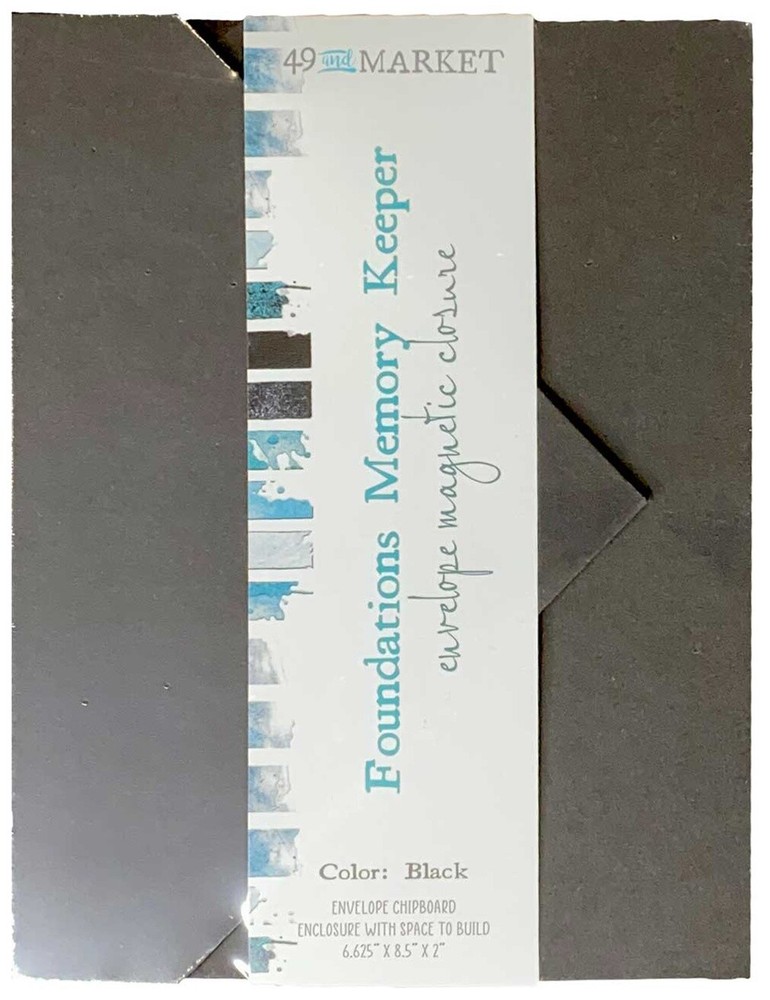 49 and MARKET
Foundations Memory Keeper
envelope magnetic closure
Color: Black
ENVELOPE CHIPBOARD
ENCLOSURE WITH SPACE TO BUILD
6.625" X 8.5" X 2"